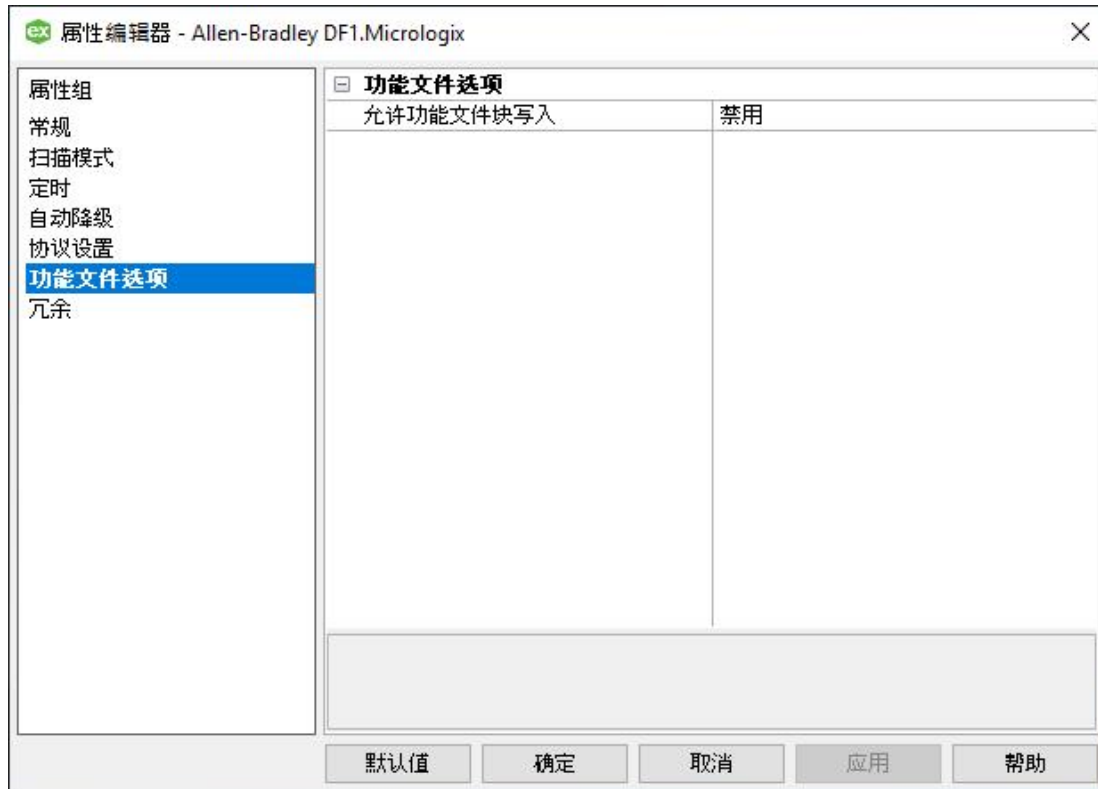 ex 属性编辑器 - Allen-Bradley DF1.Micrologix
属性组
常规
扫描模式
定时
自动降级
协议设置
功能文件选项
冗余
功能文件选项
允许功能文件块写入 禁用
默认值 确定 取消 应用 帮助